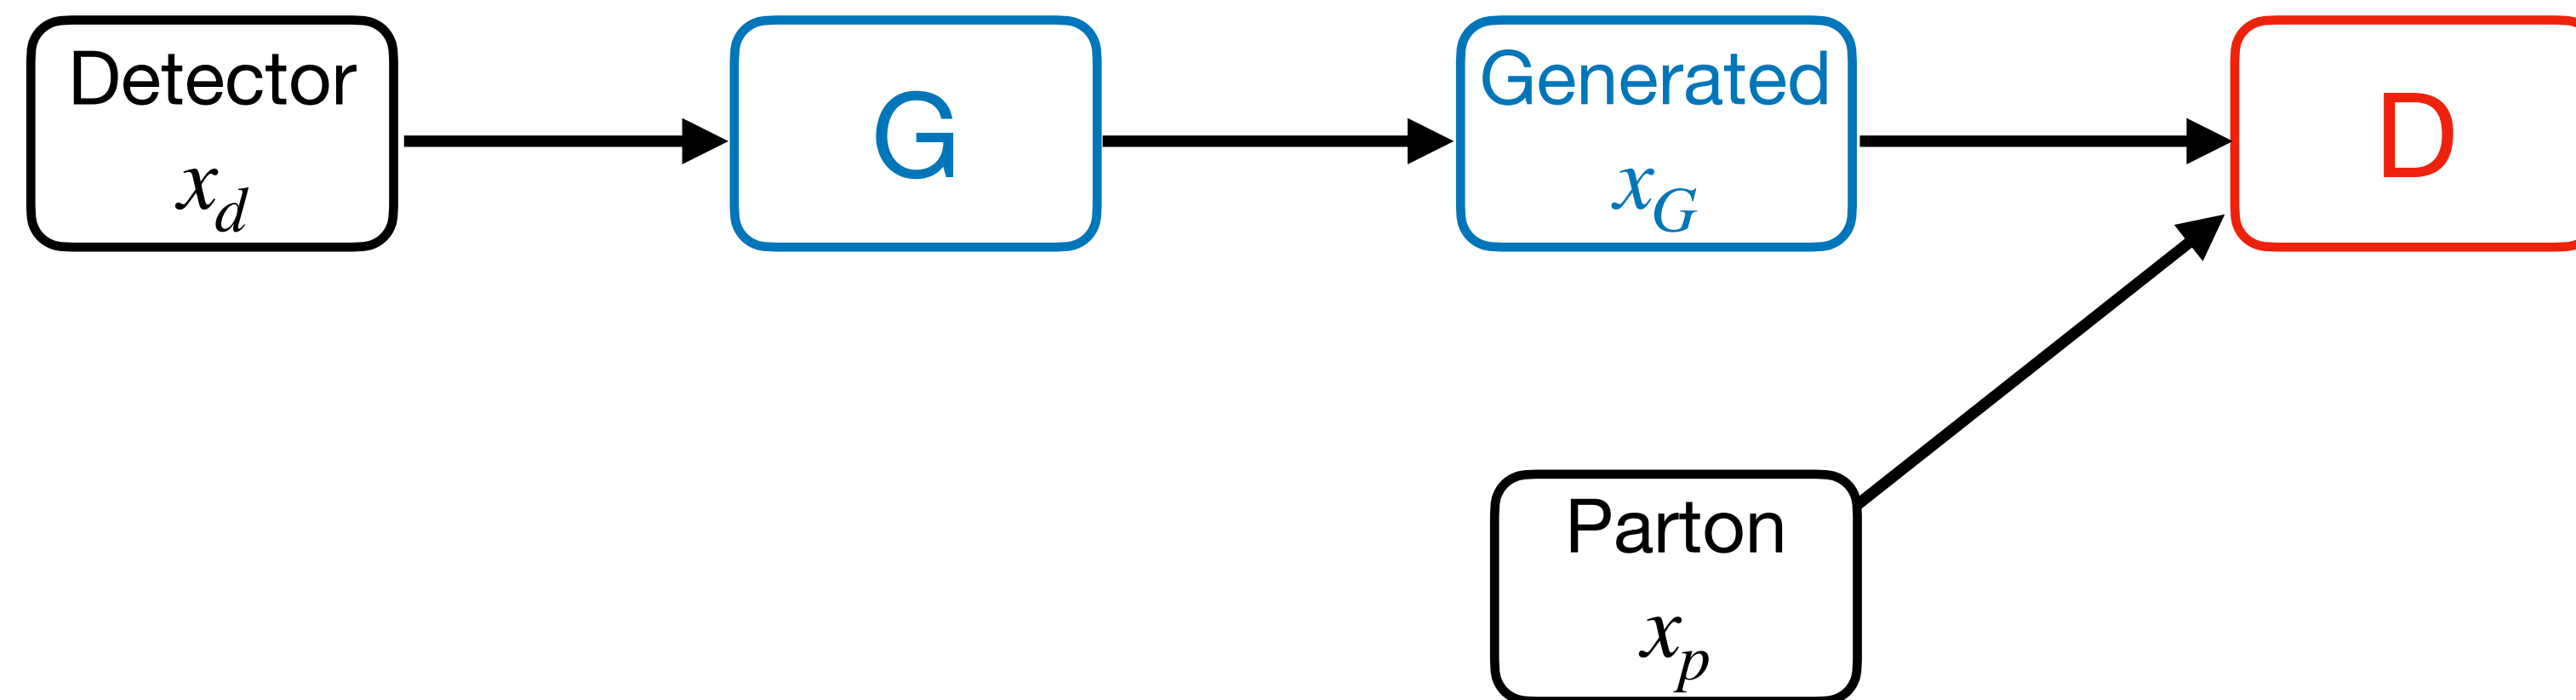 Detector
x_d
G
Generated
x_G
D
Parton
x_p